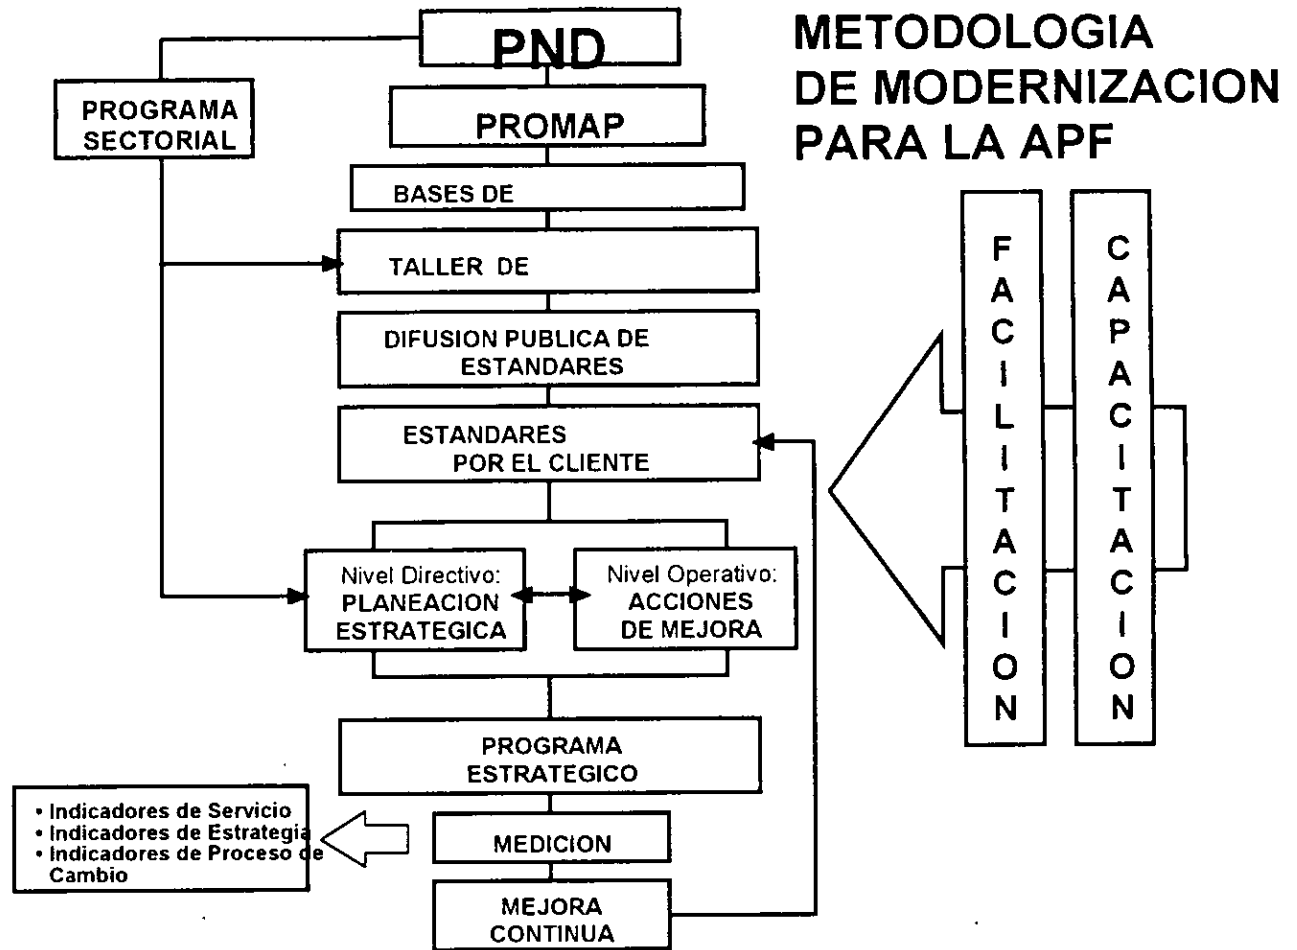 PND
METODOLOGIA
DE MODERNIZACION
PARA LA APF
PROGRAMA
SECTORIAL
PROMAP
BASES DE
TALLER DE
DIFUSION PUBLICA DE
ESTANDARES
ESTANDARES
POR EL CLIENTE
Nivel Directivo:
PLANEACION
ESTRATEGICA
Nivel Operativo:
ACCIONES
DE MEJORA
PROGRAMA
ESTRATEGICO
• Indicadores de Servicio
• Indicadores de Estrategia
• Indicadores de Proceso de
Cambio
MEDICION
MEJORA
CONTINUA
FACILITACION
CAPACITACION